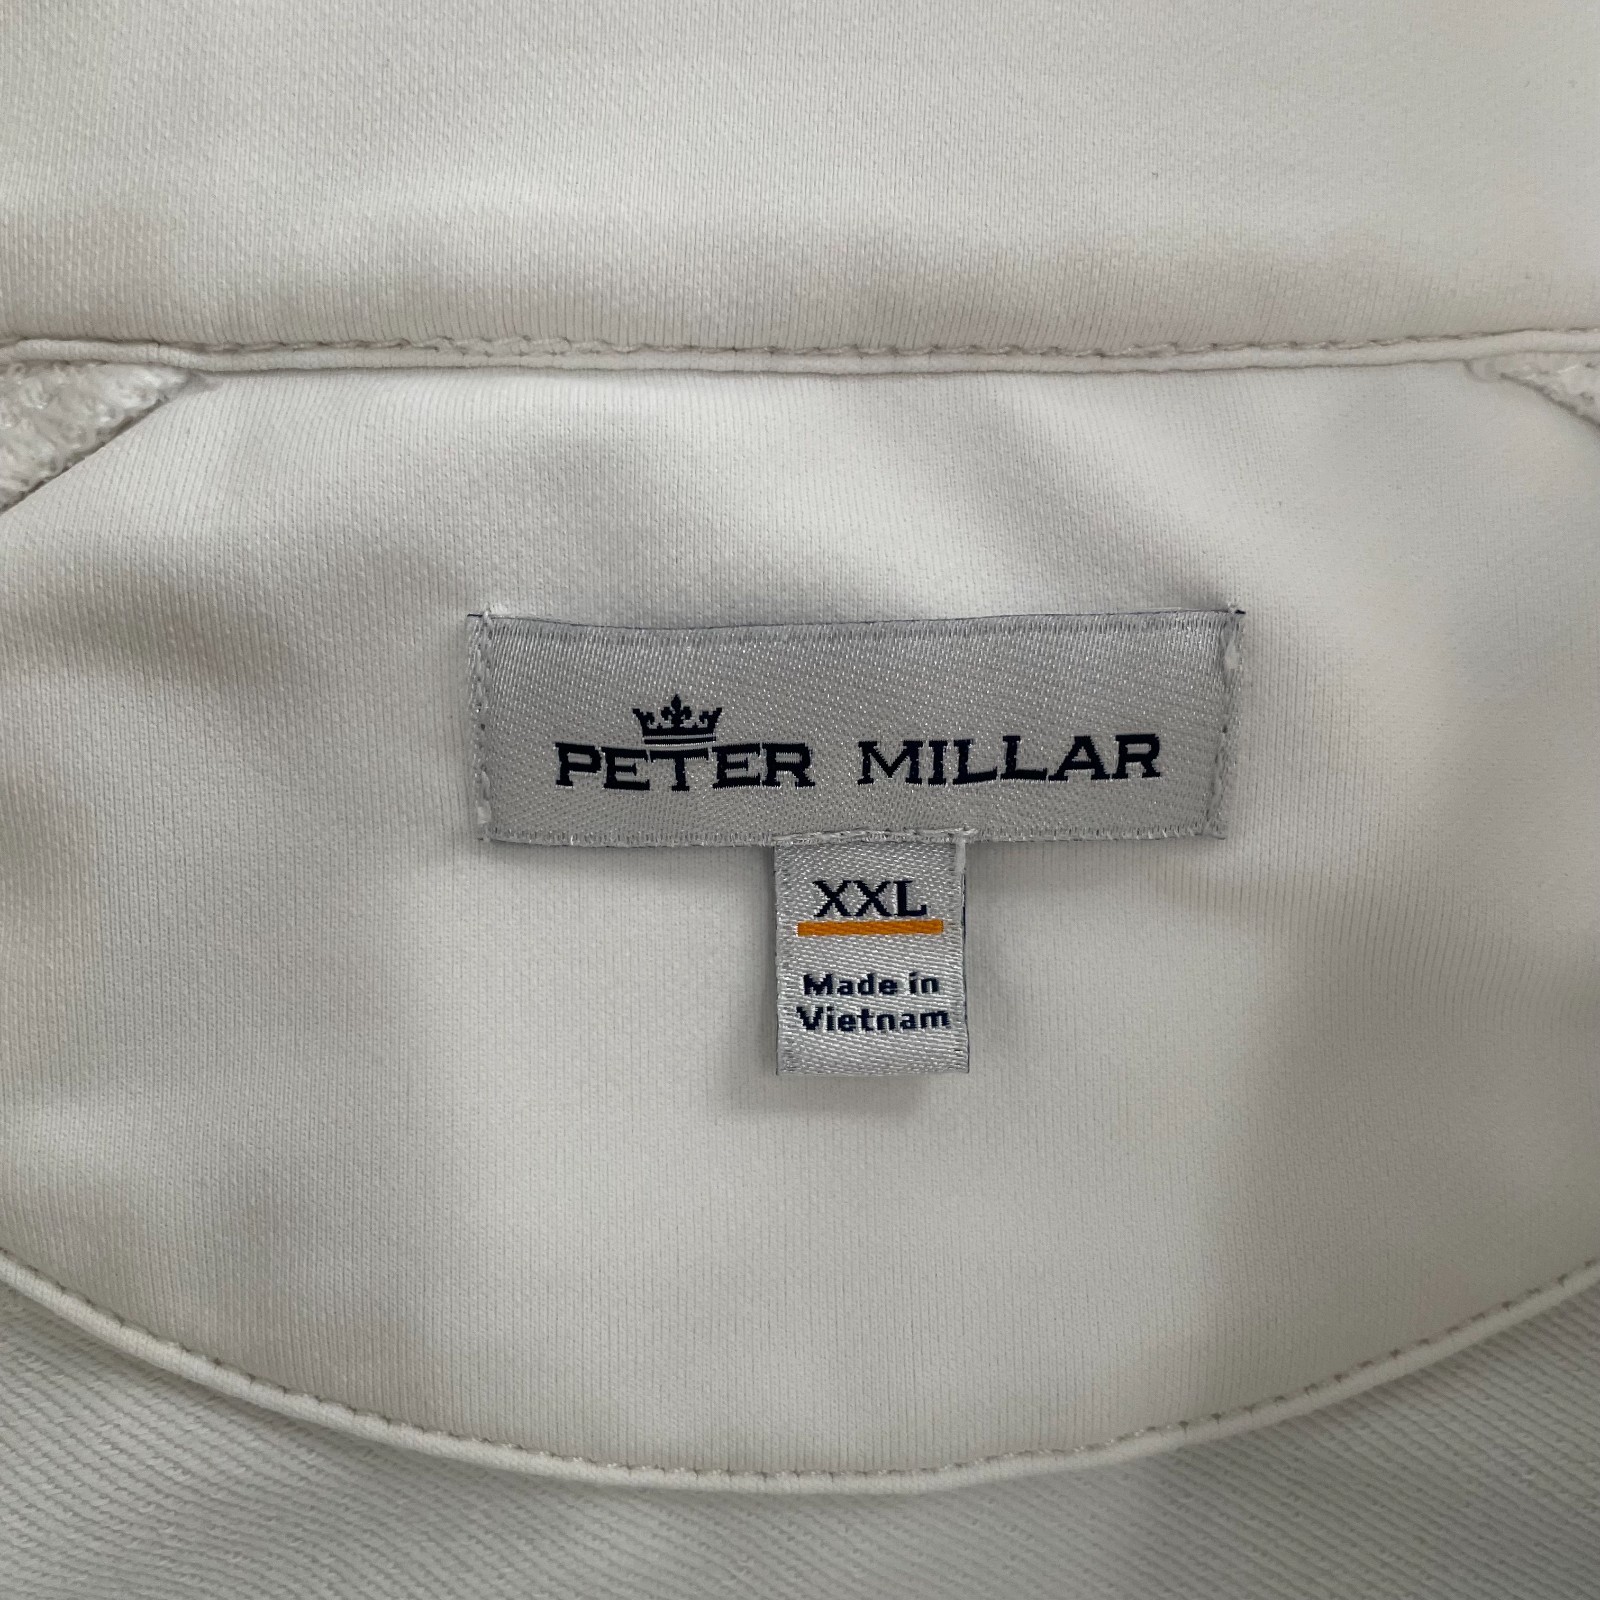 PETER MILLAR
XXL
Made in
Vietnam